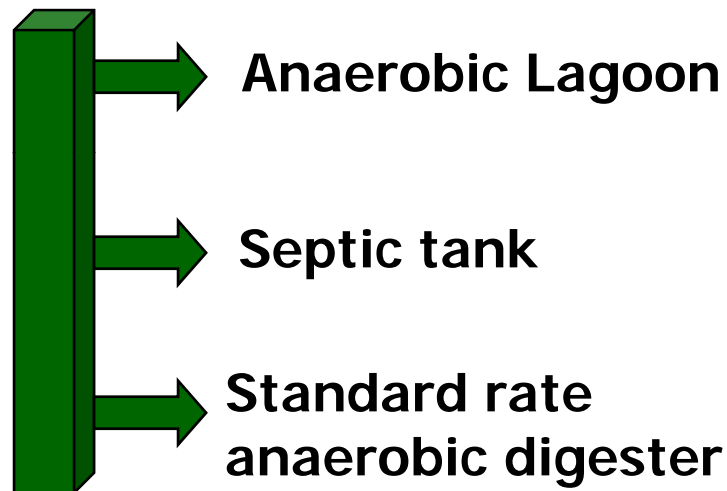 Anaerobic Lagoon
Septic tank
Standard rate
anaerobic digester